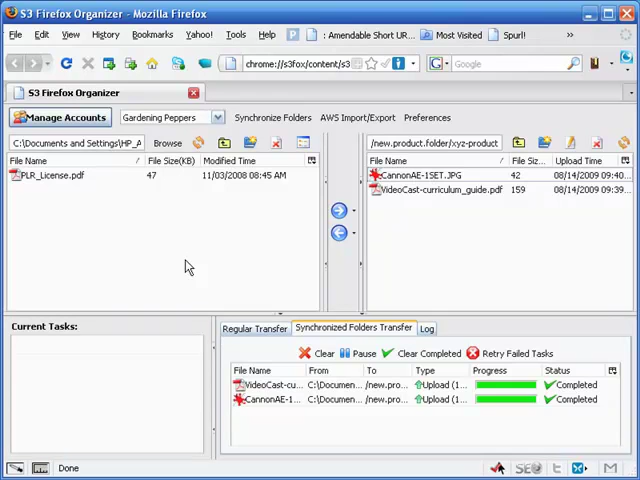 S3 Firefox Organizer - Mozilla Firefox
File Edit View History Bookmarks Yahoo! Tools Help P : Amendable Short UR... Most Visited Spurl! »
chrome://s3fox/content/s3 Google
S3 Firefox Organizer
Manage Accounts Gardening Peppers Synchronize Folders AWS Import/Export Preferences
C:\Documents and Settings\HP_A Browse /new.product.folder/xyz-product
File Name / File Size(KB) Modified Time File Name / File Siz... Upload Time
PLR_License.pdf 47 11/03/2008 08:45 AM CannonAE-1SET.JPG 42 08/14/2009 09:40...
VideoCast-curriculum_guide.pdf 159 08/14/2009 09:39...
Current Tasks: Regular Transfer Synchronized Folders Transfer Log
Clear Pause Clear Completed Retry Failed Tasks
File Name From To Type Progress Status
VideoCast-cu... C:\Documen... /new.pro... Upload (1... Completed
CannonAE-1... C:\Documen... /new.pro... Upload (1... Completed
Done SEO